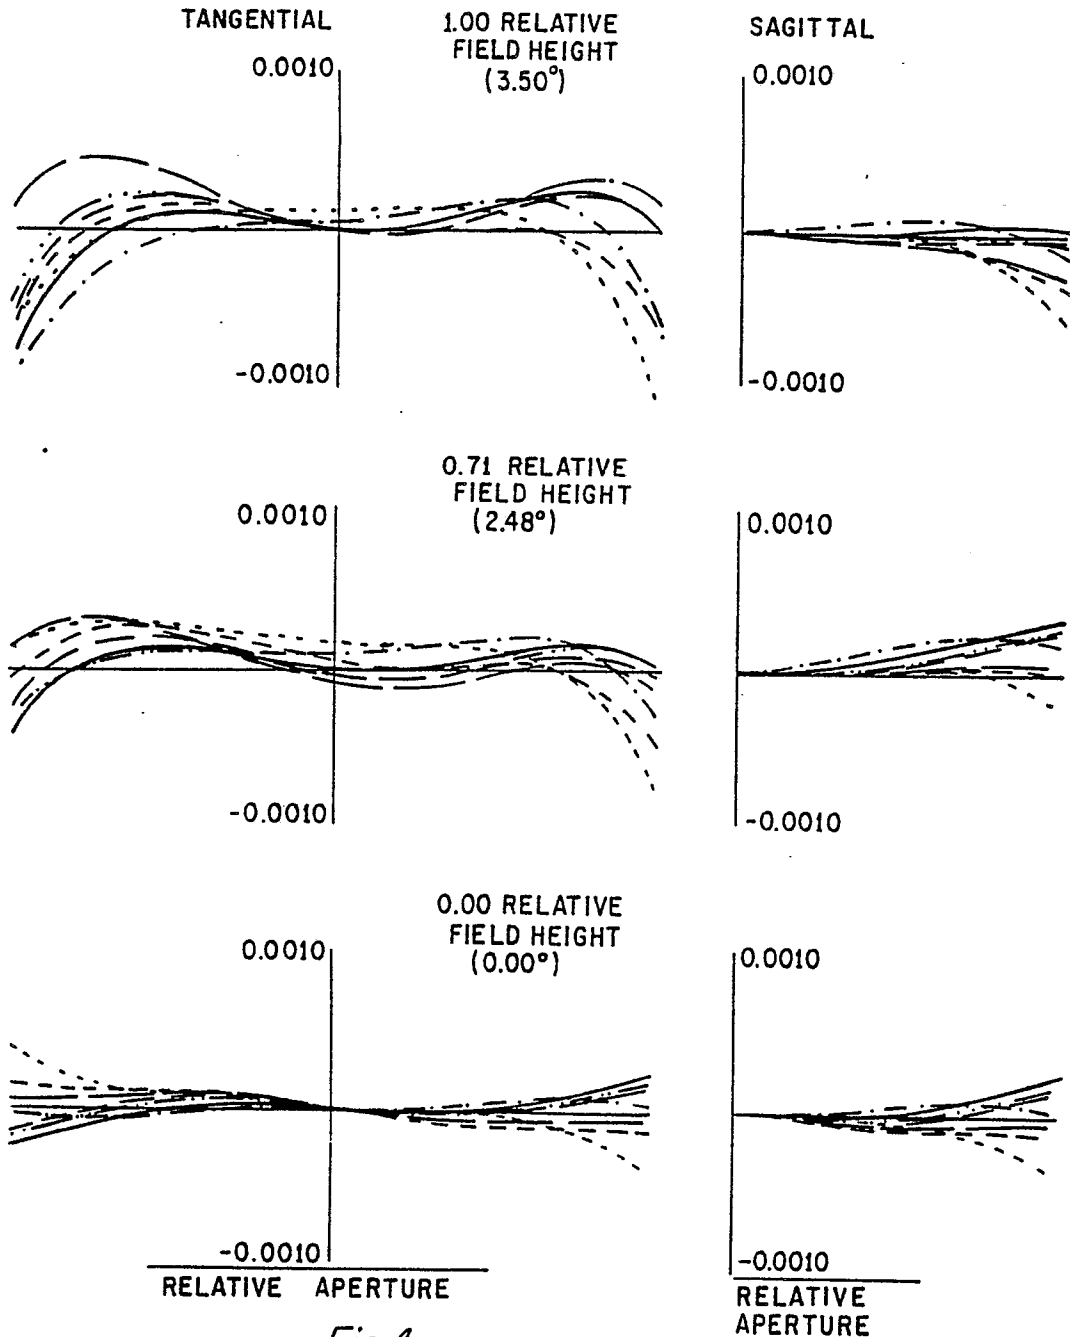 TANGENTIAL
1.00 RELATIVE
FIELD HEIGHT
(3.50°)
SAGITTAL
0.0010
0.0010
-0.0010
-0.0010
0.71 RELATIVE
FIELD HEIGHT
(2.48°)
0.0010
0.0010
-0.0010
-0.0010
0.00 RELATIVE
FIELD HEIGHT
(0.00°)
0.0010
0.0010
-0.0010
-0.0010
RELATIVE APERTURE
RELATIVE
APERTURE